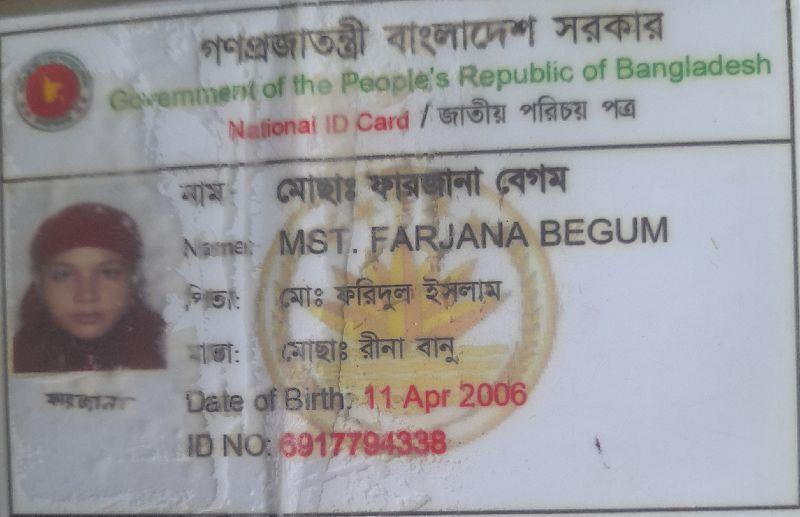 গণপ্রজাতন্ত্রী বাংলাদেশ সরকার
Government of the People's Republic of Bangladesh
National ID Card / জাতীয় পরিচয় পত্র
নাম: মোছাঃ ফারজানা বেগম
Name: MST. FARJANA BEGUM
পিতা: মোঃ ফরিদুল ইসলাম
মাতা: মোছাঃ রীনা বানু
Date of Birth: 11 Apr 2006
ID NO: 6917794338
ফারজানা